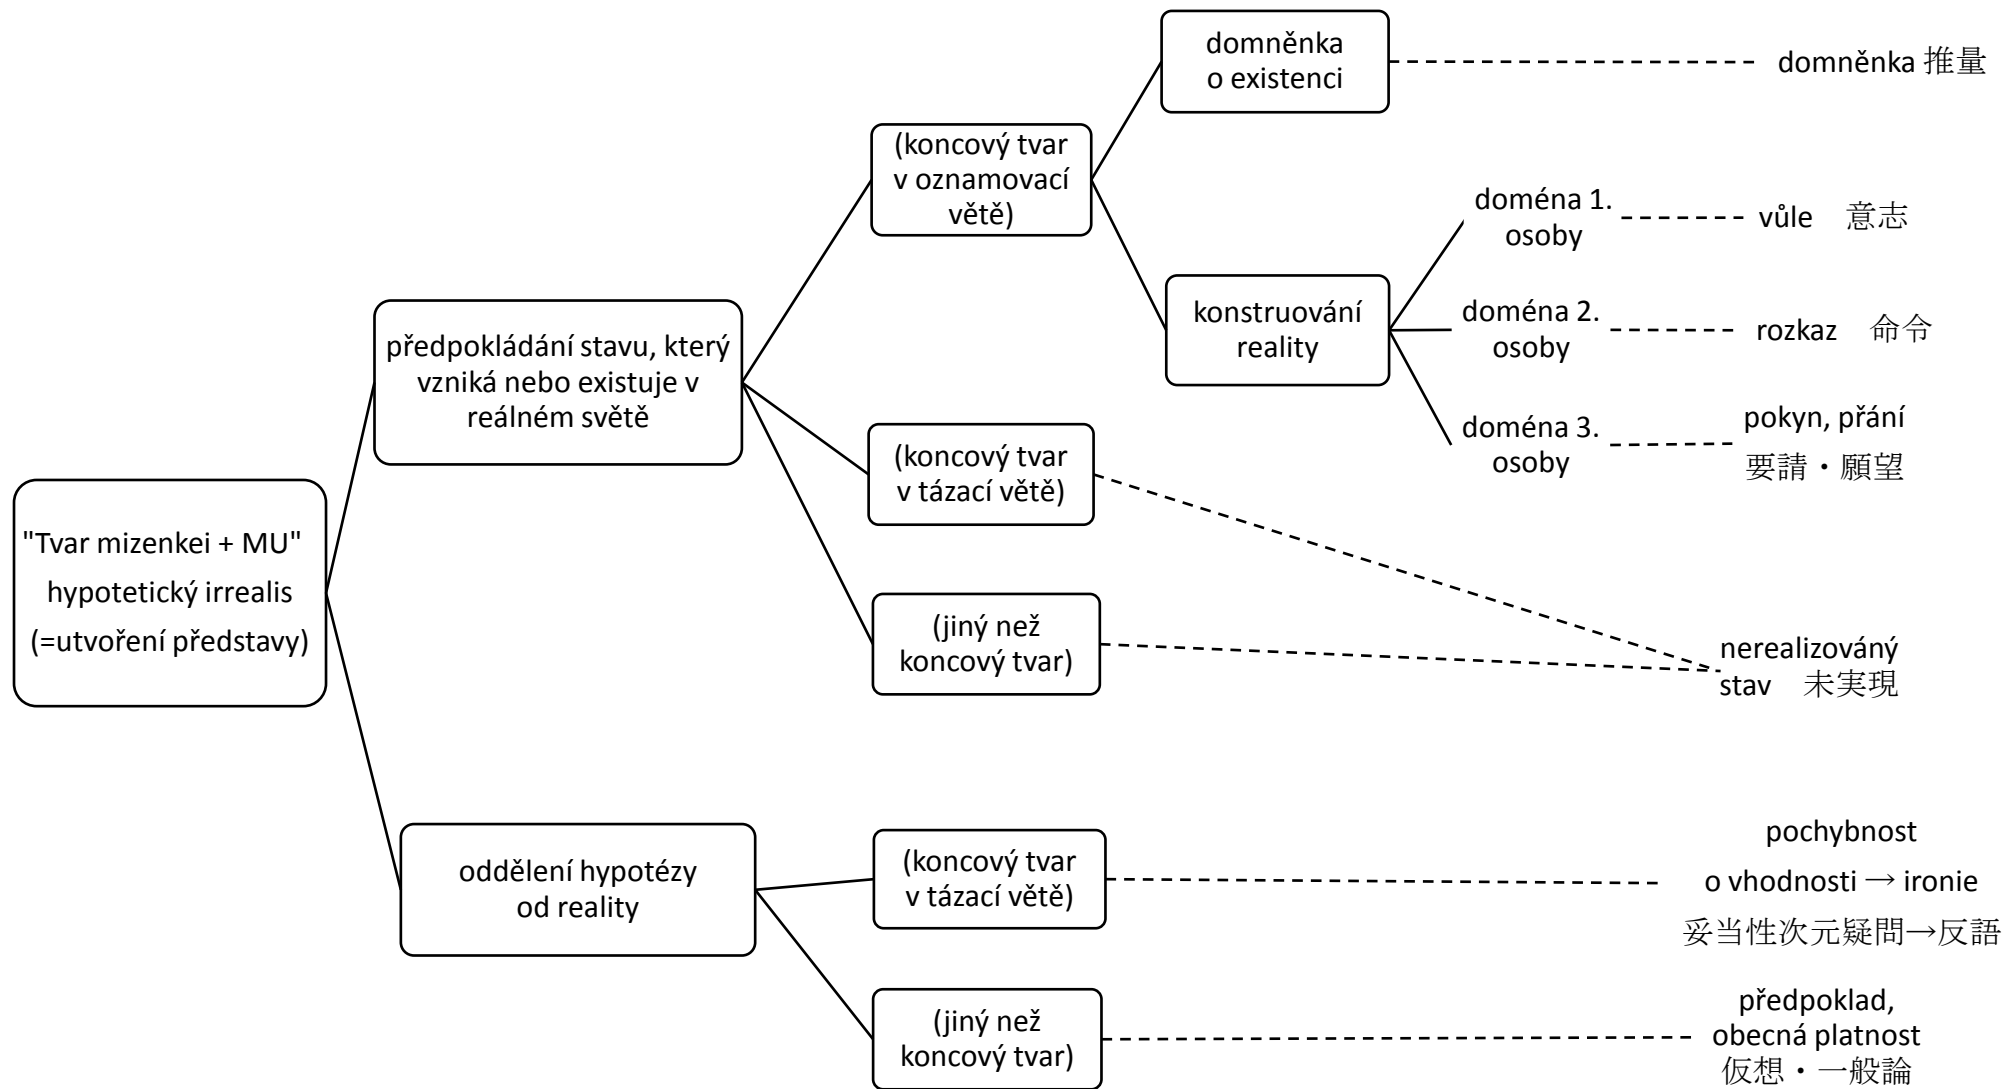 domněnka
o existenci
domněnka 推量
(koncový tvar
v oznamovací
větě)
doména 1.
osoby
vůle 意志
konstruování
reality
doména 2.
osoby
rozkaz 命令
předpokládání stavu, který
vzniká nebo existuje v
reálném světě
doména 3.
osoby
pokyn, přání
要請・願望
(koncový tvar
v tázací větě)
"Tvar mizenkei + MU"
hypotetický irrealis
(=utvoření představy)
(jiný než
koncový tvar)
nerealizováný
stav 未実現
oddělení hypotézy
od reality
(koncový tvar
v tázací větě)
pochybnost
o vhodnosti → ironie
妥当性次元疑問→反語
(jiný než
koncový tvar)
předpoklad,
obecná platnost
仮想・一般論